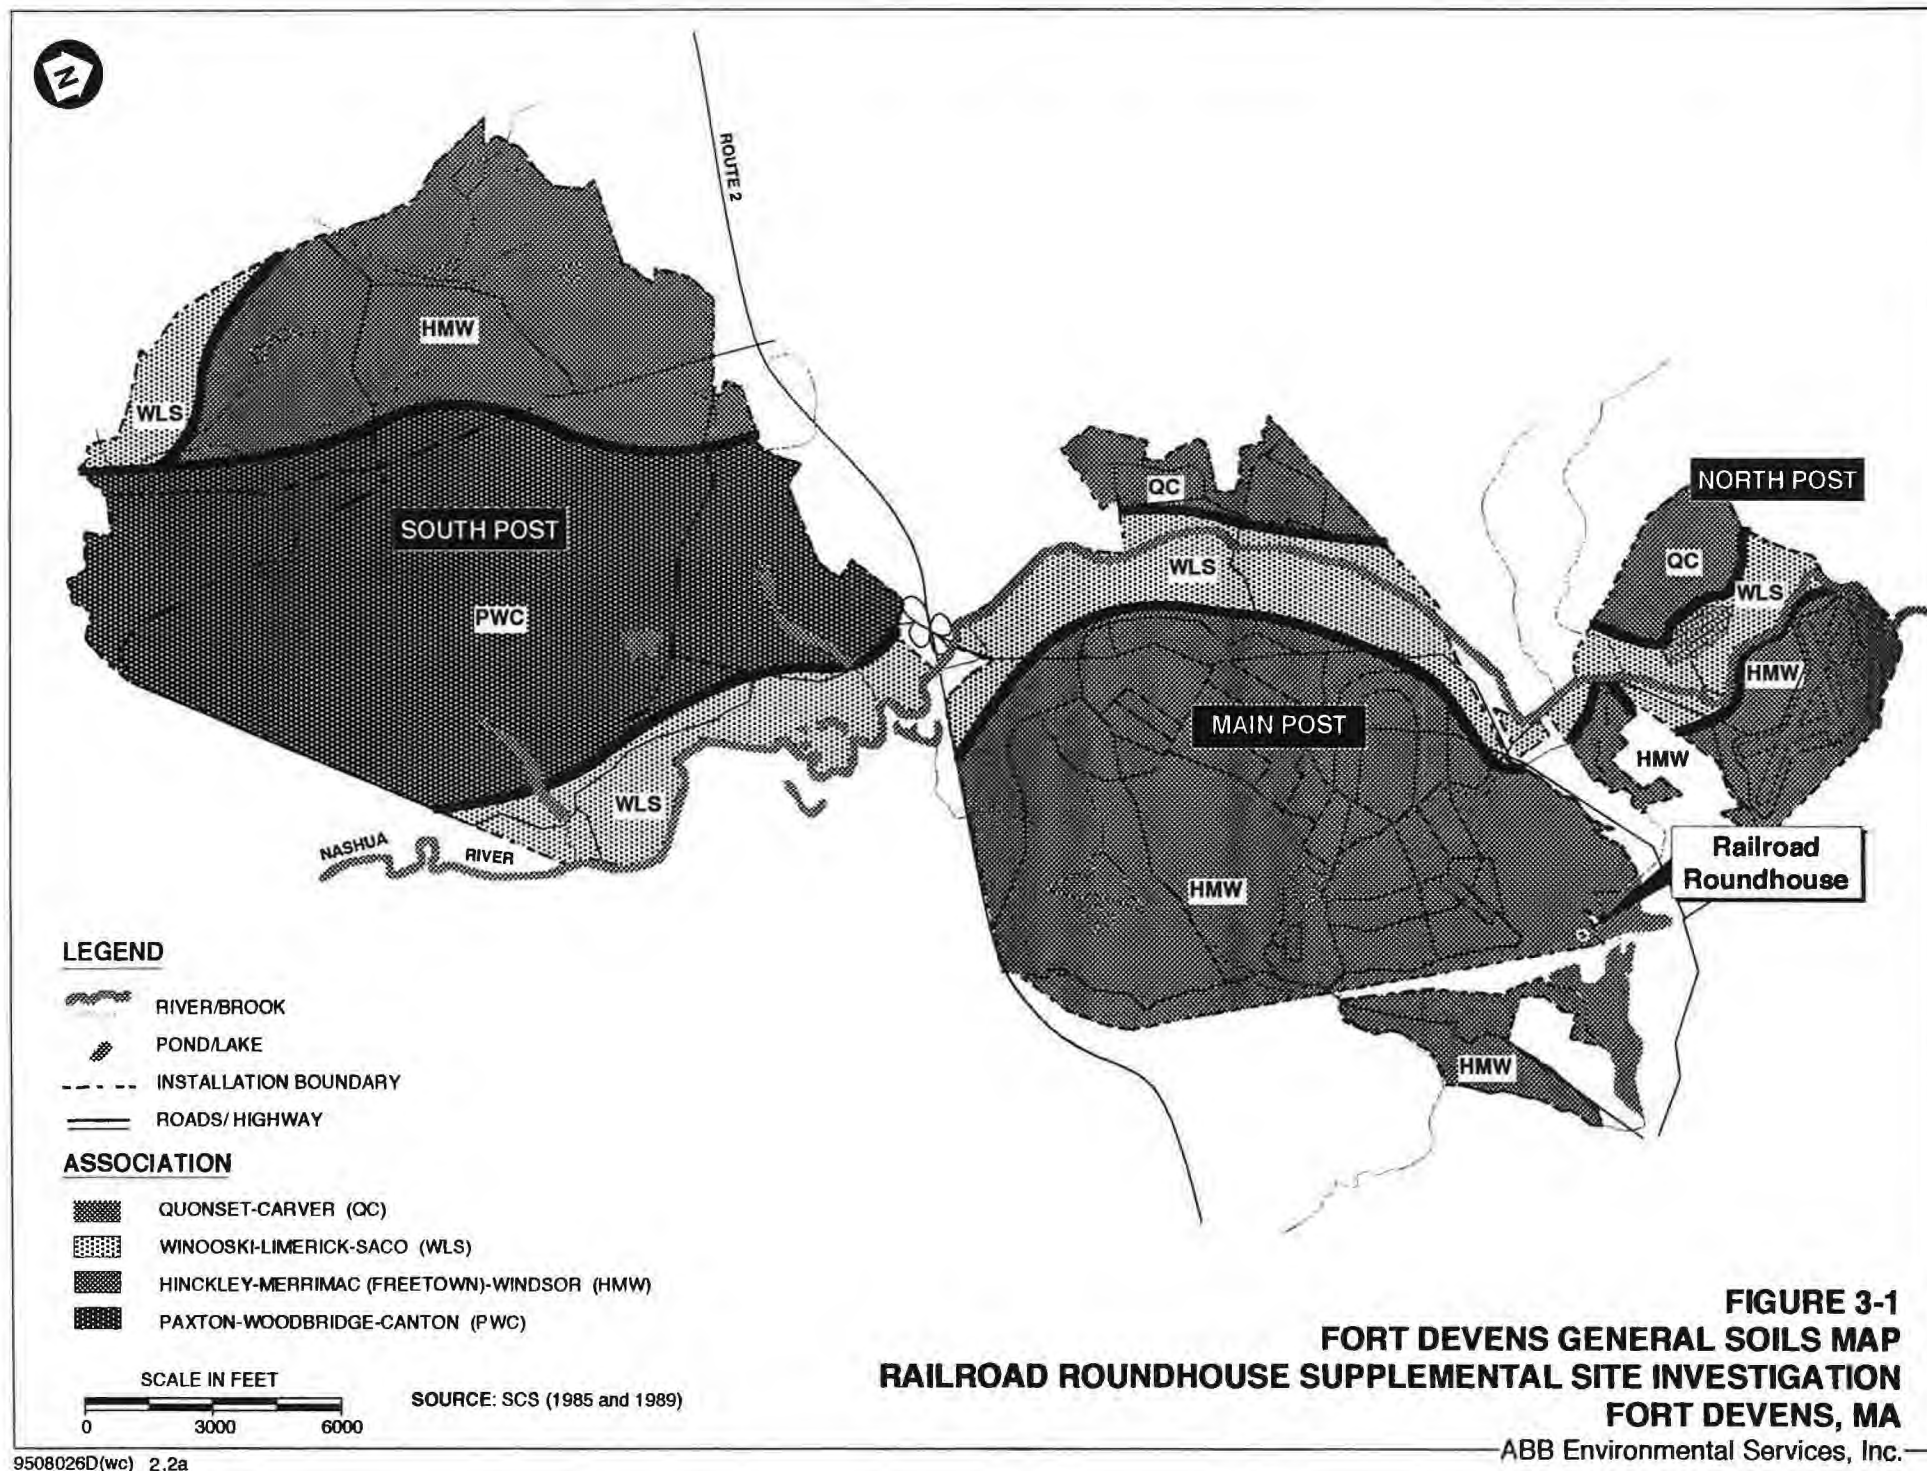 N
ROUTE 2
HMW
WLS
SOUTH POST
PWC
WLS
NASHUA
RIVER
QC
WLS
MAIN POST
HMW
HMW
NORTH POST
QC
WLS
HMW
HMW
Railroad
Roundhouse
LEGEND
RIVER/BROOK
POND/LAKE
INSTALLATION BOUNDARY
ROADS/ HIGHWAY
ASSOCIATION
QUONSET-CARVER (QC)
WINOOSKI-LIMERICK-SACO (WLS)
HINCKLEY-MERRIMAC (FREETOWN)-WINDSOR (HMW)
PAXTON-WOODBRIDGE-CANTON (PWC)
SCALE IN FEET
0 3000 6000
SOURCE: SCS (1985 and 1989)
FIGURE 3-1
FORT DEVENS GENERAL SOILS MAP
RAILROAD ROUNDHOUSE SUPPLEMENTAL SITE INVESTIGATION
FORT DEVENS, MA
ABB Environmental Services, Inc.
9508026D(wc) 2,2a